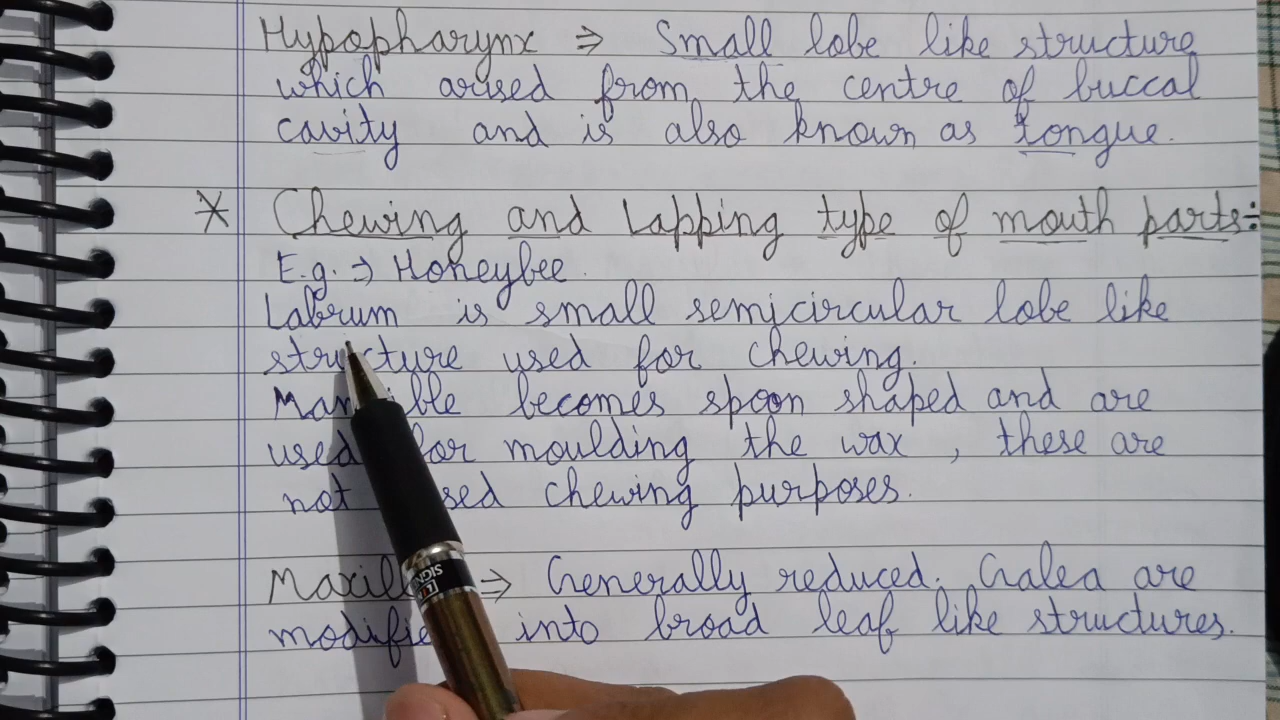 Hypopharynx ⇒ Small lobe like structure
which arised from the centre of buccal
cavity and is also known as tongue.
* Chewing and Lapping type of mouth parts:-
E.g. ⇒ Honeybee.
Labrum is small semicircular lobe like
structure used for chewing.
becomes spoon shaped and are
used moulding the wax, these are
not chewing purposes.
⇒ Generally reduced. Galea are
into broad leaf like structures.